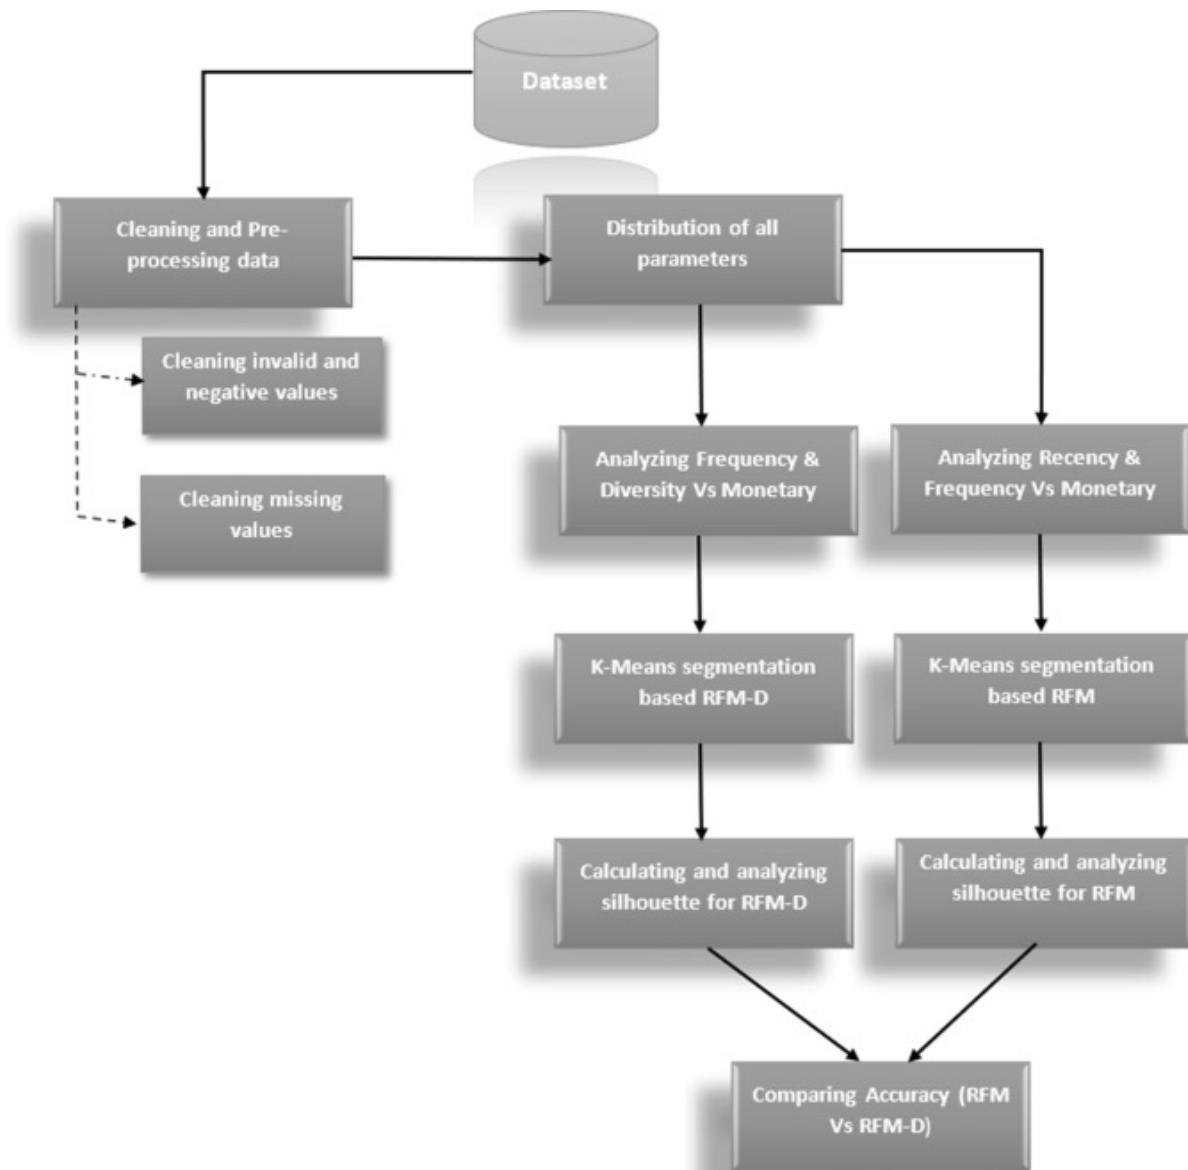 Dataset
Cleaning and Pre-
processing data
Distribution of all
parameters
Cleaning invalid and
negative values
Cleaning missing
values
Analyzing Frequency &
Diversity Vs Monetary
Analyzing Recency &
Frequency Vs Monetary
K-Means segmentation
based RFM-D
K-Means segmentation
based RFM
Calculating and analyzing
silhouette for RFM-D
Calculating and analyzing
silhouette for RFM
Comparing Accuracy (RFM
Vs RFM-D)